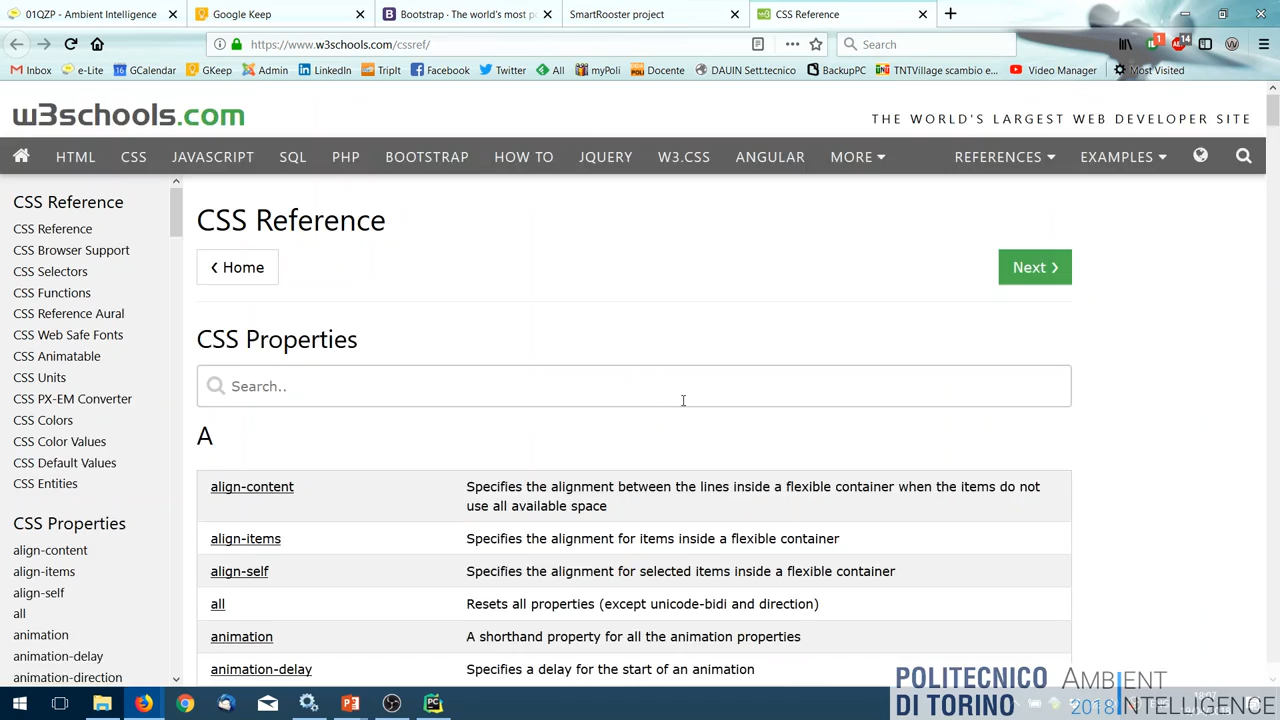 01QZP - Ambient Intelligence
Google Keep
Bootstrap · The world's most p
SmartRooster project
CSS Reference
https://www.w3schools.com/cssref/
Search
1
14
Inbox
e-Lite
GCalendar
GKeep
Admin
LinkedIn
TripIt
Facebook
Twitter
All
myPoli
Docente
DAUIN Sett.tecnico
BackupPC
TNTVillage scambio e...
Video Manager
Most Visited
w3schools.com
THE WORLD'S LARGEST WEB DEVELOPER SITE
HTML
CSS
JAVASCRIPT
SQL
PHP
BOOTSTRAP
HOW TO
JQUERY
W3.CSS
ANGULAR
MORE
REFERENCES
EXAMPLES
CSS Reference
CSS Reference
CSS Browser Support
CSS Selectors
CSS Functions
CSS Reference Aural
CSS Web Safe Fonts
CSS Animatable
CSS Units
CSS PX-EM Converter
CSS Colors
CSS Color Values
CSS Default Values
CSS Entities
CSS Properties
align-content
align-items
align-self
all
animation
animation-delay
animation-direction
CSS Reference
❮ Home
Next ❯
CSS Properties
Search..
A
align-content
Specifies the alignment between the lines inside a flexible container when the items do not
use all available space
align-items
Specifies the alignment for items inside a flexible container
align-self
Specifies the alignment for selected items inside a flexible container
all
Resets all properties (except unicode-bidi and direction)
animation
A shorthand property for all the animation properties
animation-delay
Specifies a delay for the start of an animation
POLITECNICO
DI TORINO
AMBIENT
2018 INTELLIGENCE
18:07